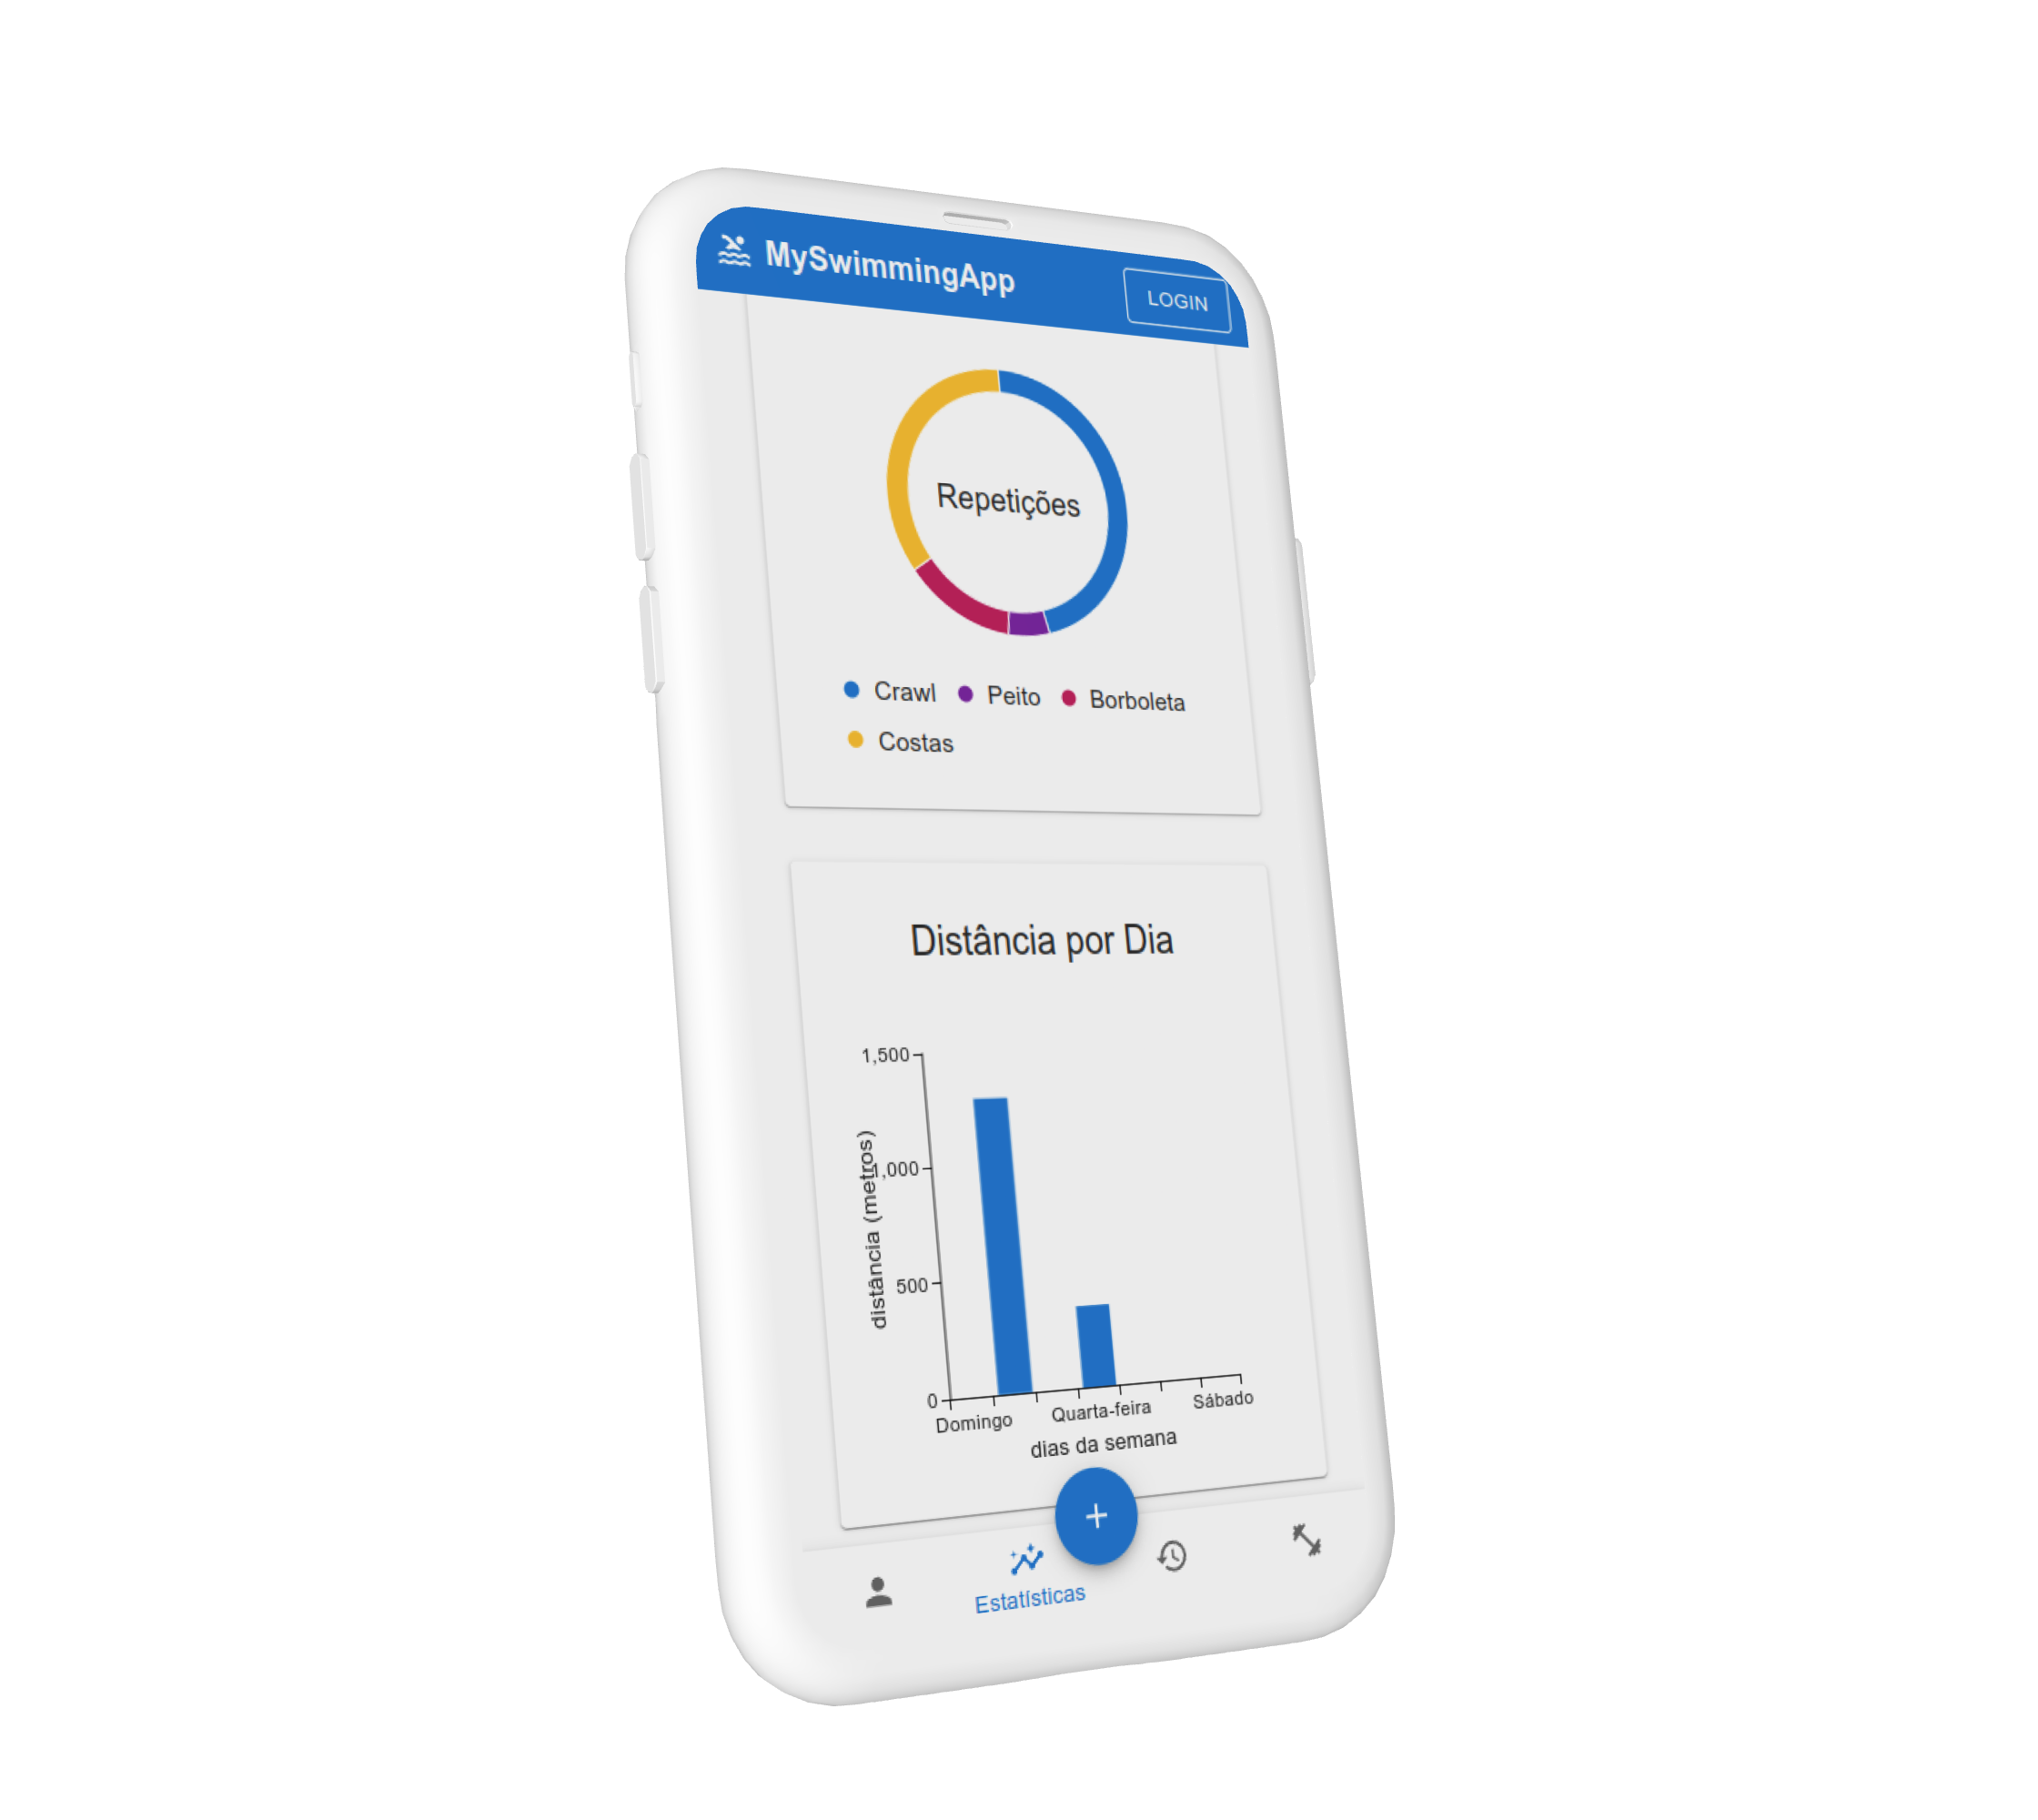 MySwimmingApp
LOGIN
Repetições
Crawl Peito Borboleta
Costas
Distância por Dia
distância (metros)
1,500
1,000
500
0
Domingo Quarta-feira Sábado
dias da semana
+
Estatísticas